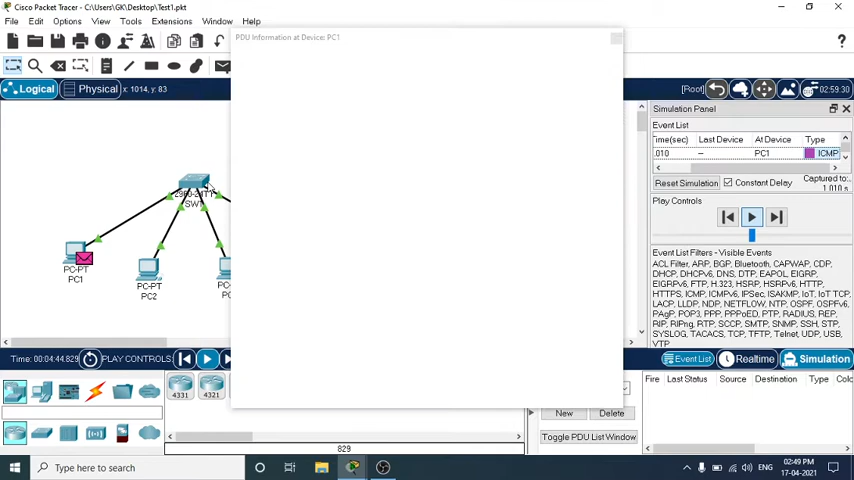 Cisco Packet Tracer - C:\Users\GK\Desktop\Test1.pkt
File Edit Options View Tools Extensions Window Help
PDU Information at Device: PC1
Logical Physical x: 1014, y: 83 [Root] 02:59:30
Simulation Panel
Event List
Time(sec) Last Device At Device Type
.010 -- PC1 ICMP
Reset Simulation Constant Delay Captured to:
1.010 s
Play Controls
2960-24TT
SW1
PC-PT
PC1
PC-PT
PC2
Event List Filters - Visible Events
ACL Filter, ARP, BGP, Bluetooth, CAPWAP, CDP,
DHCP, DHCPv6, DNS, DTP, EAPOL, EIGRP,
EIGRPv6, FTP, H.323, HSRP, HSRPv6, HTTP,
HTTPS, ICMP, ICMPv6, IPSec, ISAKMP, IoT, IoT TCP,
LACP, LLDP, NDP, NETFLOW, NTP, OSPF, OSPFv6,
PAgP, POP3, PPP, PPPoED, PTP, RADIUS, REP,
RIP, RIPng, RTP, SCCP, SMTP, SNMP, SSH, STP,
SYSLOG, TACACS, TCP, TFTP, Telnet, UDP, USB,
VTP
Time: 00:04:44.829 PLAY CONTROLS: Event List Realtime Simulation
4331 4321
Fire Last Status Source Destination Type Colo
New Delete
Toggle PDU List Window
829
Type here to search
ENG
02:49 PM
17-04-2021